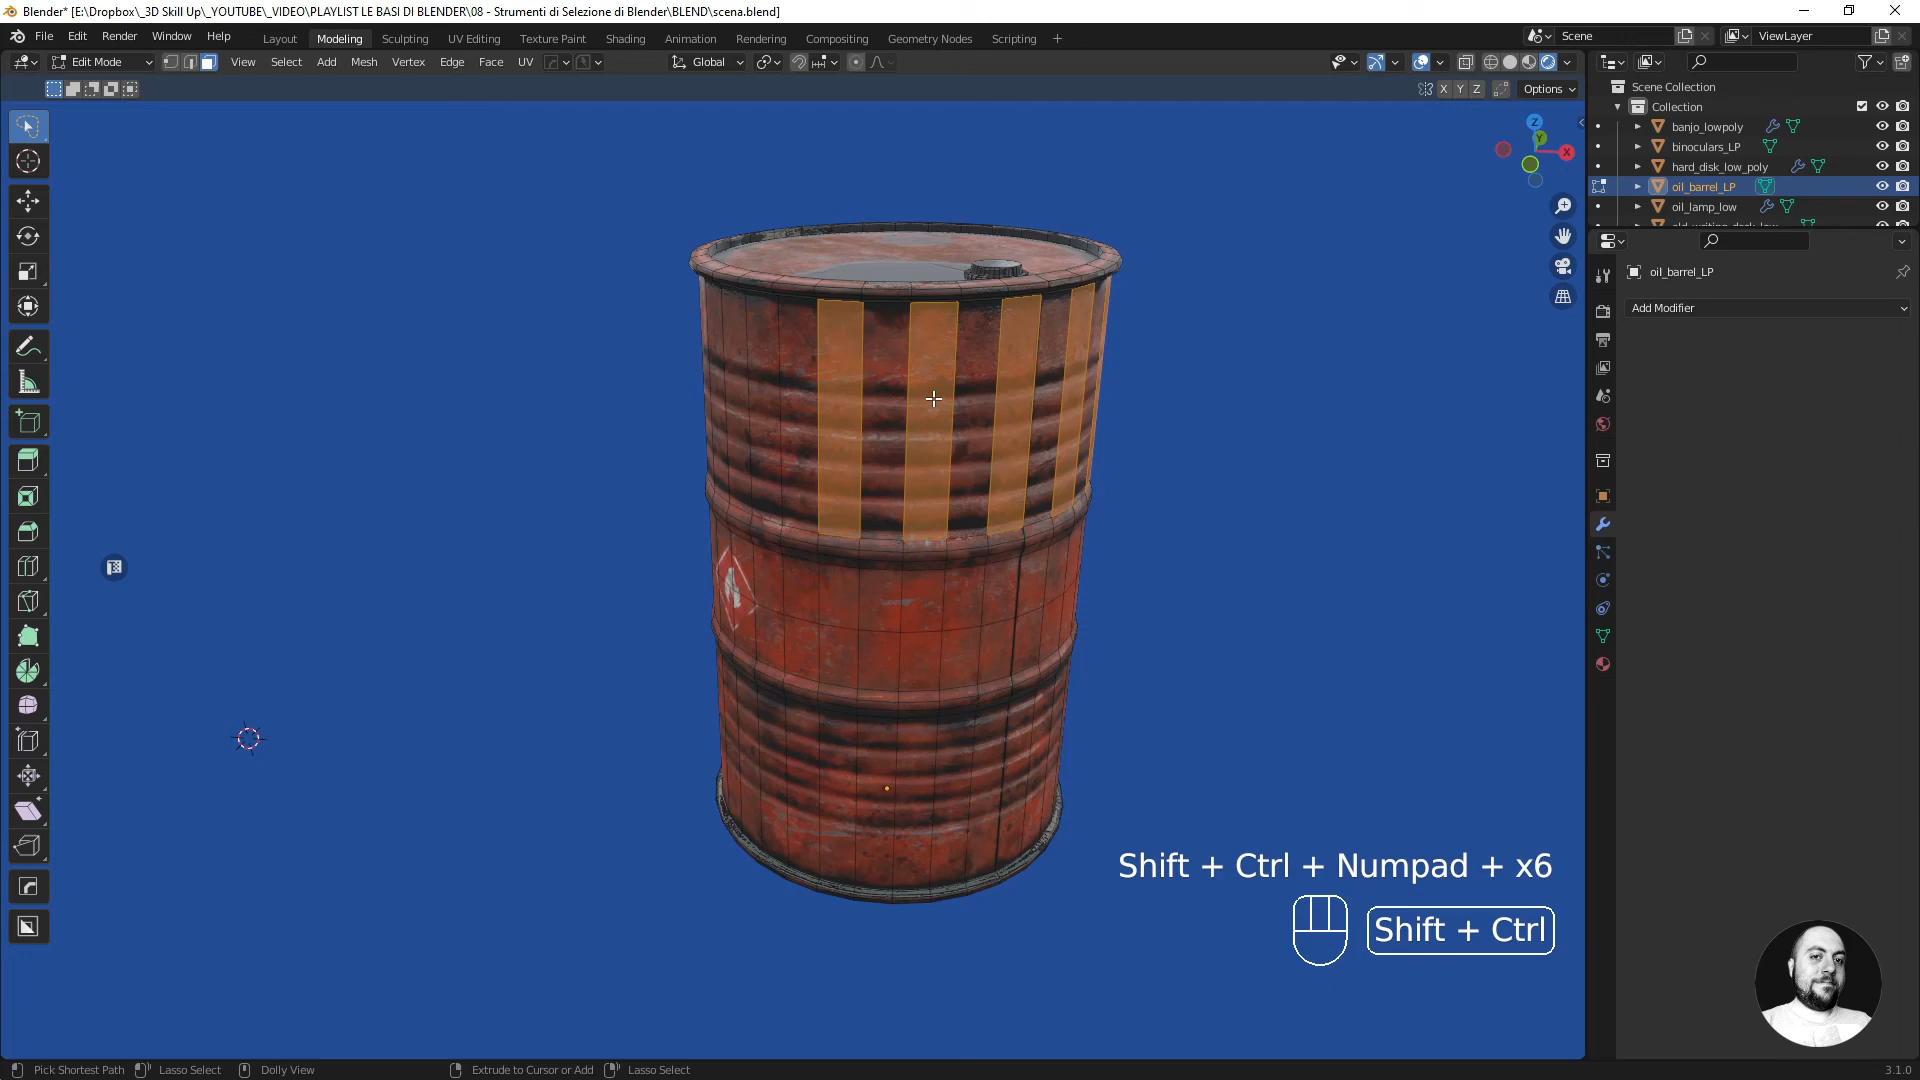 Blender* [E:\Dropbox\_3D Skill Up\_YOUTUBE\_VIDEO\PLAYLIST LE BASI DI BLENDER\08 - Strumenti di Selezione di Blender\BLEND\scena.blend]
File Edit Render Window Help Layout Modeling Sculpting UV Editing Texture Paint Shading Animation Rendering Compositing Geometry Nodes Scripting + Scene ViewLayer
Edit Mode View Select Add Mesh Vertex Edge Face UV Global
X Y Z Options
Scene Collection
Collection
banjo_lowpoly
binoculars_LP
hard_disk_low_poly
oil_barrel_LP
oil_lamp_low
Z
Y
X
oil_barrel_LP
Add Modifier
Shift + Ctrl + Numpad + x6
Shift + Ctrl
Pick Shortest Path Lasso Select Dolly View Extrude to Cursor or Add Lasso Select 3.1.0